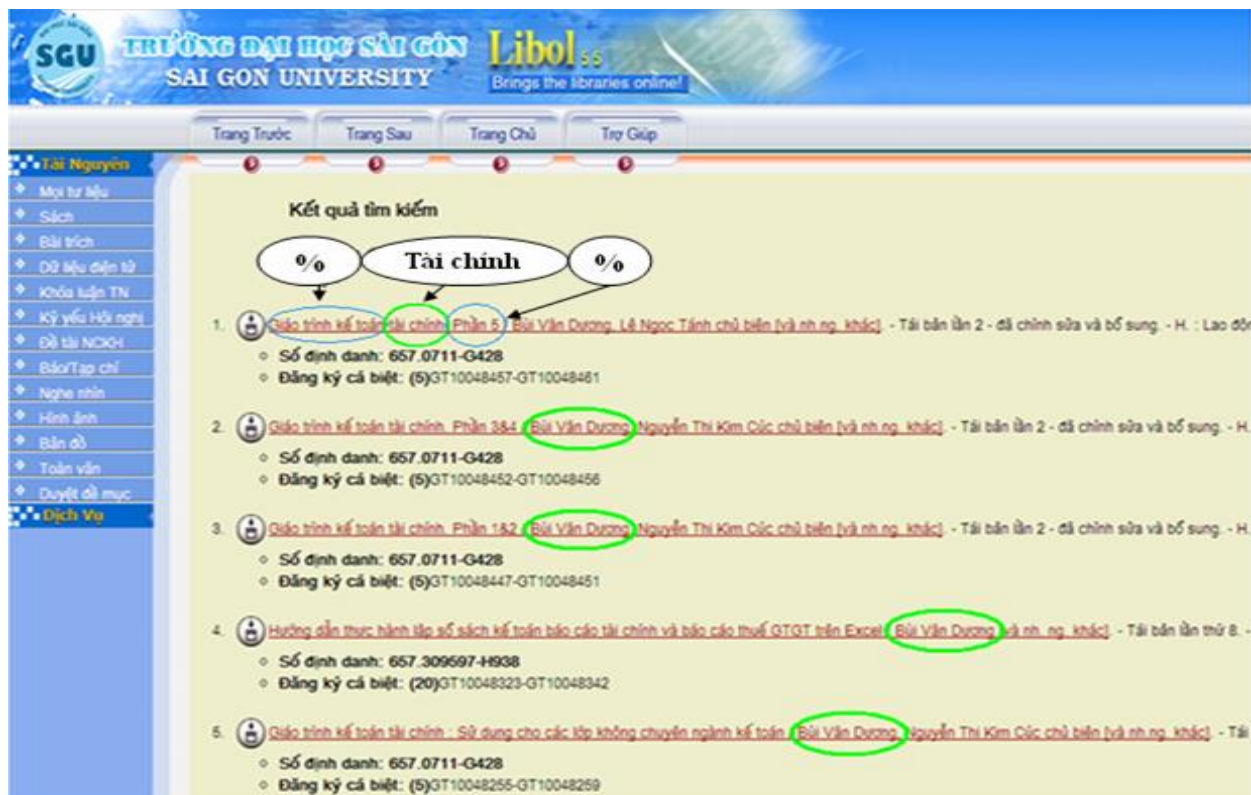 SGU
TRƯỜNG ĐẠI HỌC SÀI GÒN
SAI GON UNIVERSITY
Libol 5.5
Brings the libraries online!
Trang Trước Trang Sau Trang Chủ Trợ Giúp
Tài Nguyên
Mọi tư liệu
Sách
Bài trích
Dữ liệu điện tử
Khóa luận TN
Kỷ yếu Hội nghị
Đề tài NCKH
Báo/Tạp chí
Nghe nhìn
Hình ảnh
Bản đồ
Toàn văn
Duyệt đề mục
Dịch Vụ
Kết quả tìm kiếm
% Tài chính %
1. Giáo trình kế toán tài chính. Phần 5 / Bùi Văn Dương, Lê Ngọc Tánh chủ biên [và nh.ng. khác]. - Tái bản lần 2 - đã chỉnh sửa và bổ sung. - H. : Lao độn
Số định danh: 657.0711-G428
Đăng ký cá biệt: (5)GT10048457-GT10048461
2. Giáo trình kế toán tài chính. Phần 3&4 / Bùi Văn Dương, Nguyễn Thị Kim Cúc chủ biên [và nh.ng. khác]. - Tái bản lần 2 - đã chỉnh sửa và bổ sung. - H.
Số định danh: 657.0711-G428
Đăng ký cá biệt: (5)GT10048452-GT10048456
3. Giáo trình kế toán tài chính. Phần 1&2 / Bùi Văn Dương, Nguyễn Thị Kim Cúc chủ biên [và nh.ng. khác]. - Tái bản lần 2 - đã chỉnh sửa và bổ sung. - H.
Số định danh: 657.0711-G428
Đăng ký cá biệt: (5)GT10048447-GT10048451
4. Hướng dẫn thực hành lập sổ sách kế toán báo cáo tài chính và báo cáo thuế GTGT trên Excel / Bùi Văn Dương [và nh. ng. khác]. - Tái bản lần thứ 8. -
Số định danh: 657.309597-H938
Đăng ký cá biệt: (20)GT10048323-GT10048342
5. Giáo trình kế toán tài chính : Sử dụng cho các lớp không chuyên ngành kế toán / Bùi Văn Dương, Nguyễn Thị Kim Cúc chủ biên [và nh.ng. khác]. - Tái
Số định danh: 657.0711-G428
Đăng ký cá biệt: (5)GT10048255-GT10048259